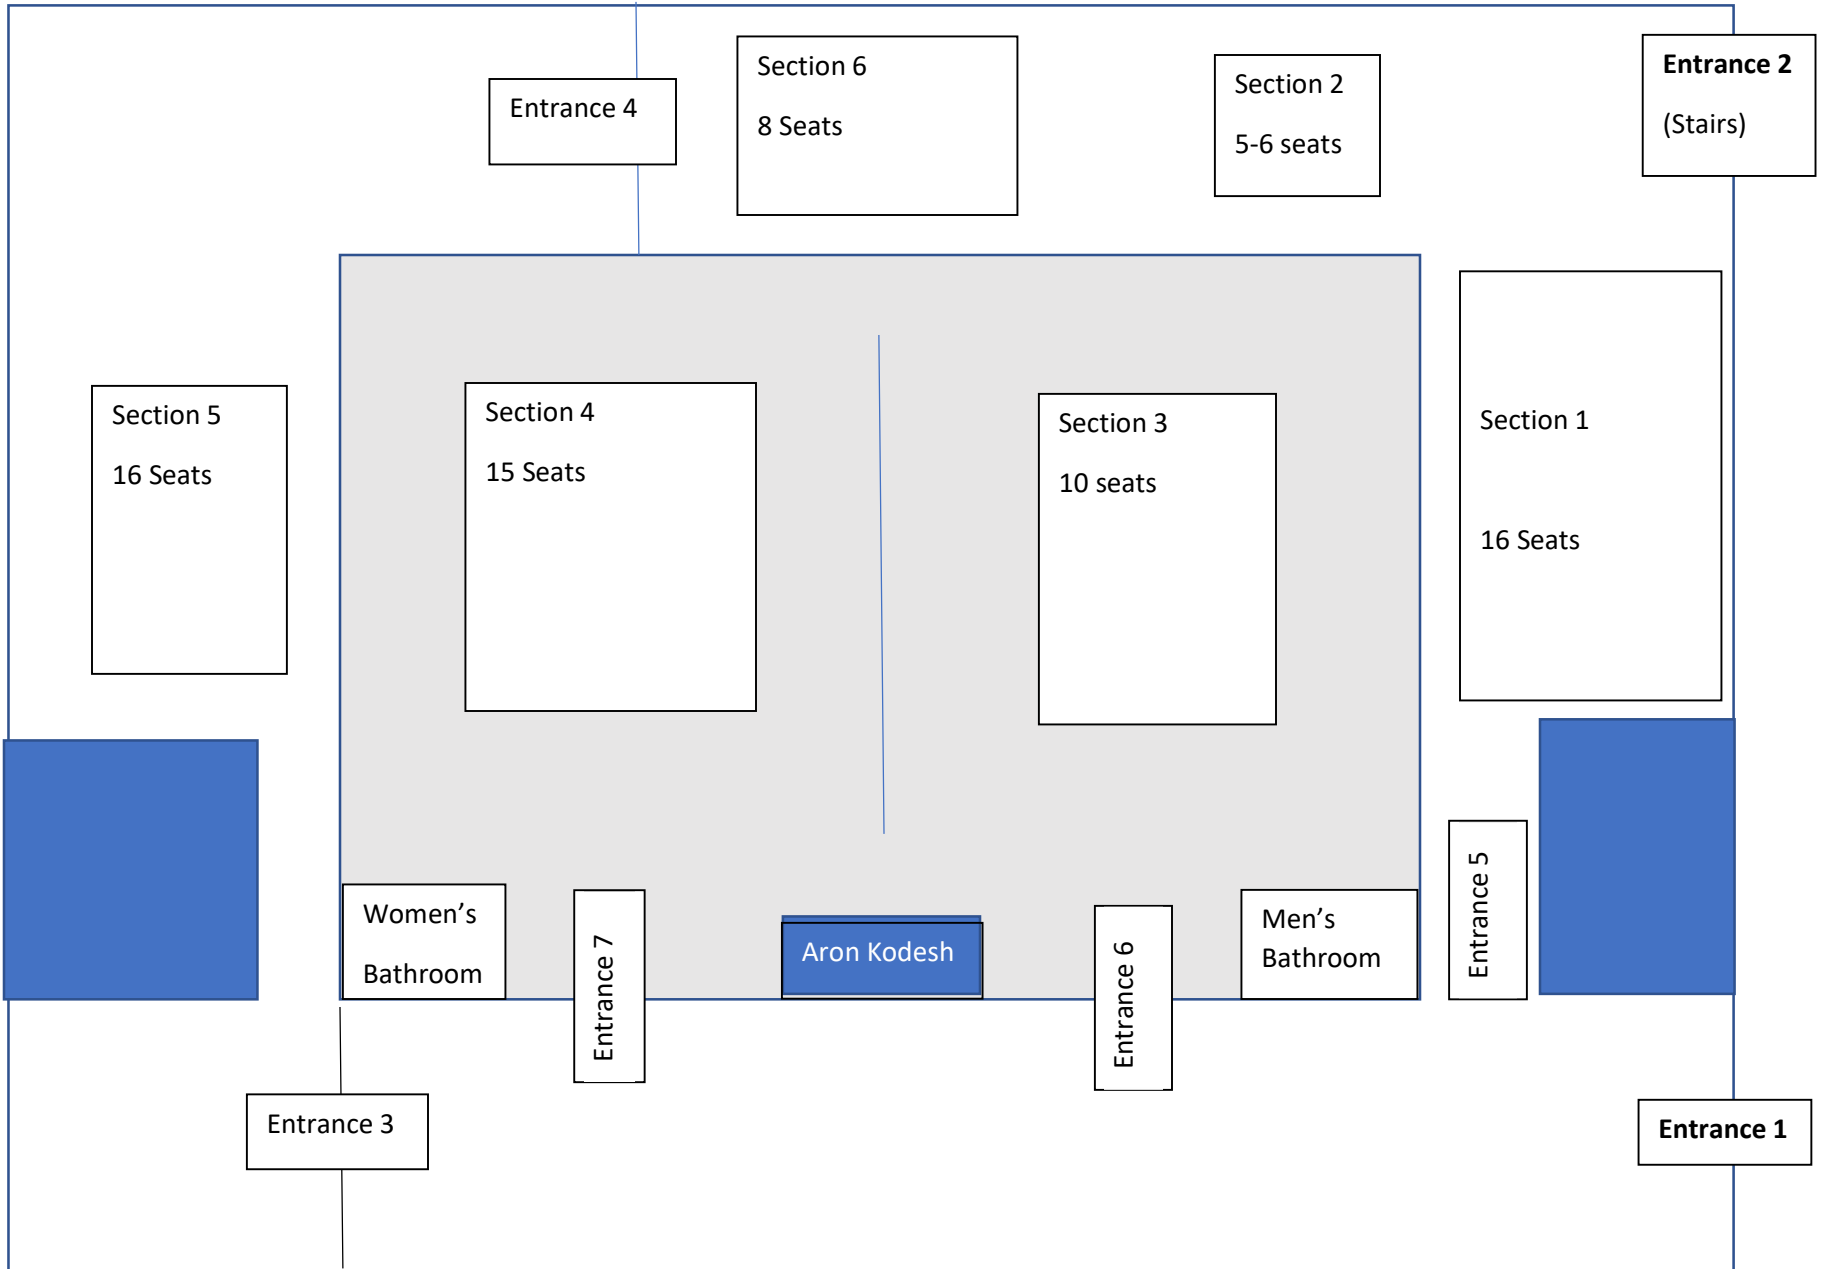 Section 6
8 Seats
Section 2
5-6 seats
Entrance 2
(Stairs)
Entrance 4
Section 5
16 Seats
Section 4
15 Seats
Section 3
10 seats
Section 1
16 Seats
Women’s
Bathroom
Entrance 7
Aron Kodesh
Entrance 6
Men’s
Bathroom
Entrance 5
Entrance 3
Entrance 1